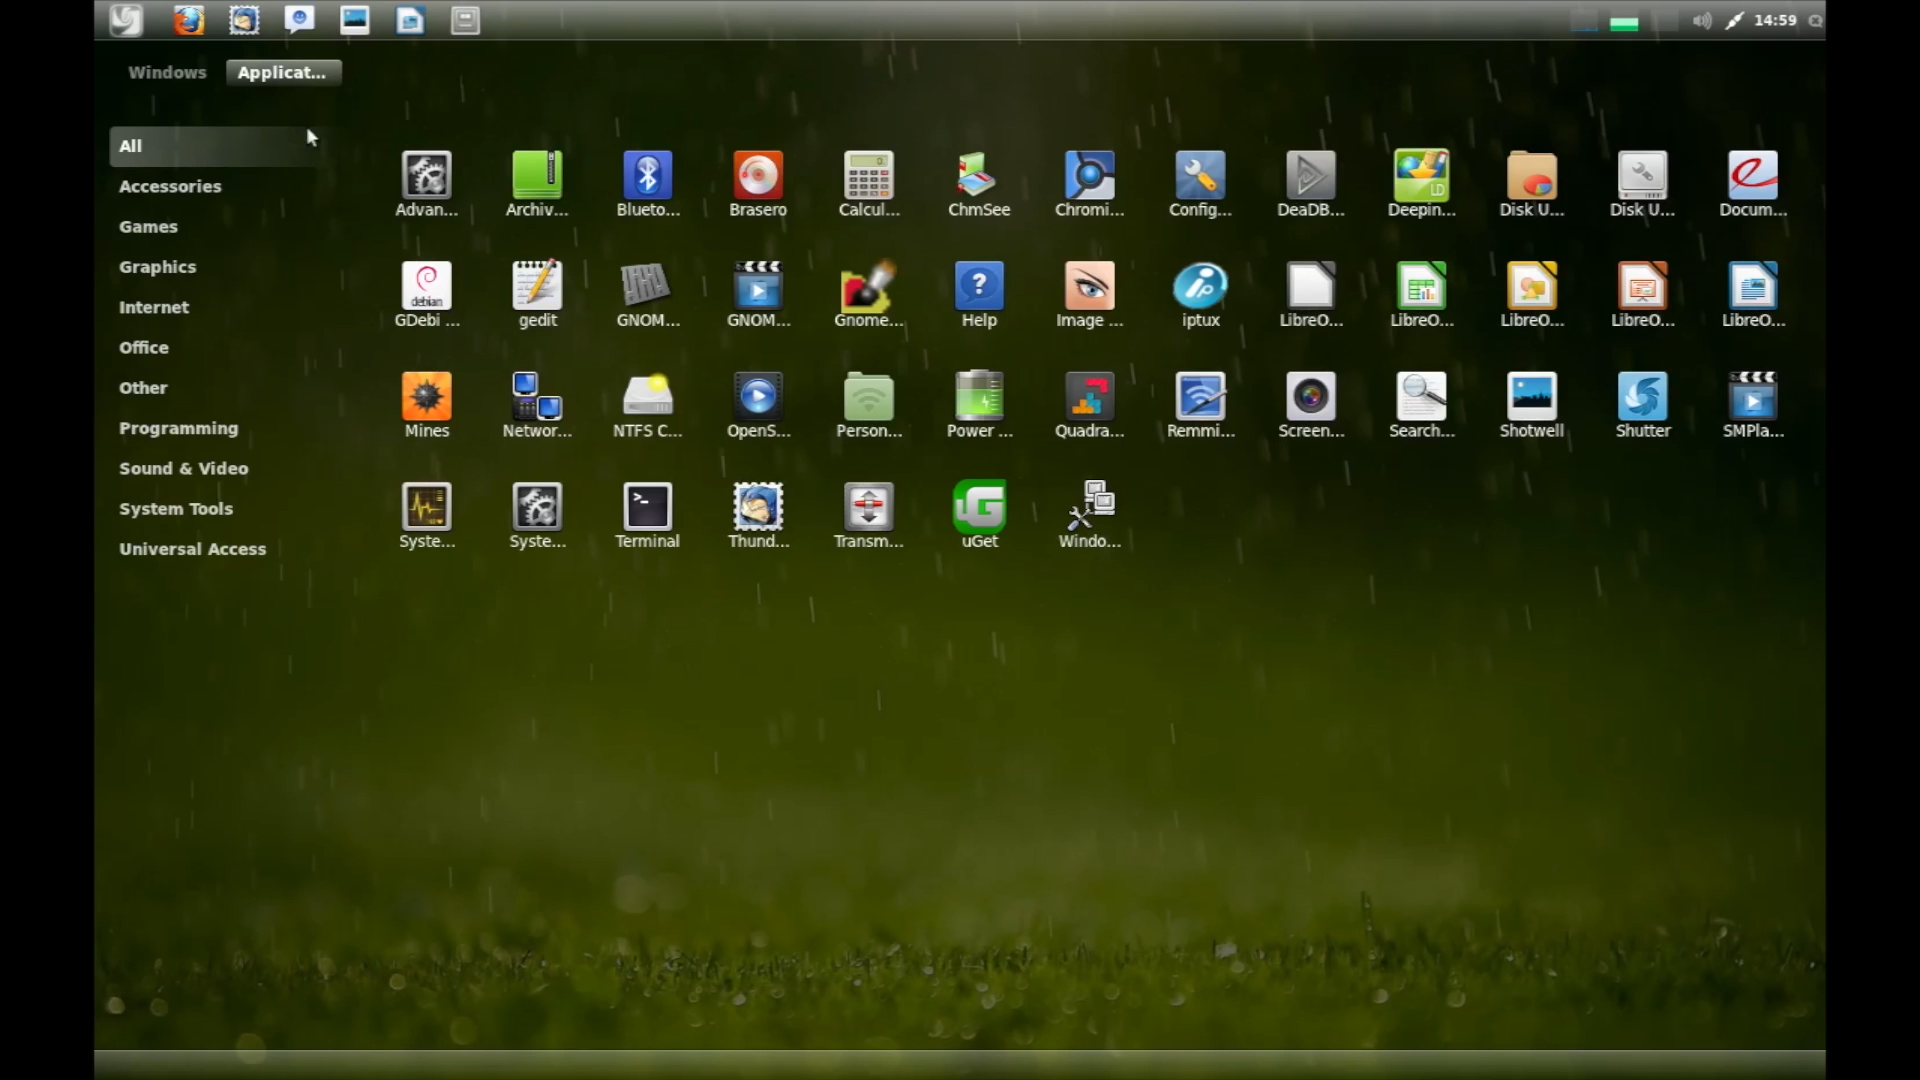 14:59
Windows Applicat...
All
Accessories
Games
Graphics
Internet
Office
Other
Programming
Sound & Video
System Tools
Universal Access
Advan... Archiv... Blueto... Brasero Calcul... ChmSee Chromi... Config... DeaDB... Deepin... Disk U... Disk U... Docum...
LD
debian
GDebi ... gedit GNOM... GNOM... Gnome... Help Image ... iptux LibreO... LibreO... LibreO... LibreO... LibreO...
Mines Networ... NTFS C... OpenS... Person... Power ... Quadra... Remmi... Screen... Search... Shotwell Shutter SMPla...
Syste... Syste... Terminal Thund... Transm... uGet Windo...